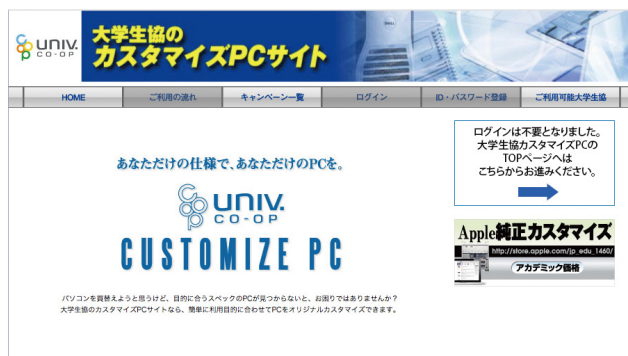 UNIV.
CO-OP
大学生協の
カスタマイズPCサイト
HOME
ご利用の流れ
キャンペーン一覧
ログイン
ID・パスワード登録
ご利用可能大学生協
あなただけの仕様で、あなただけのPCを。
UNIV.
CO-OP
CUSTOMIZE PC
パソコンを買替えようと思うけど、目的に合うスペックのPCが見つからないと、お困りではありませんか？
大学生協のカスタマイズPCサイトなら、簡単に利用目的に合わせてPCをオリジナルカスタマイズできます。
ログインは不要となりました。
大学生協カスタマイズPCの
TOPページへは
こちらからお進みください。
Apple純正カスタマイズ
http://store.apple.com/jp_edu_1460/
アカデミック価格